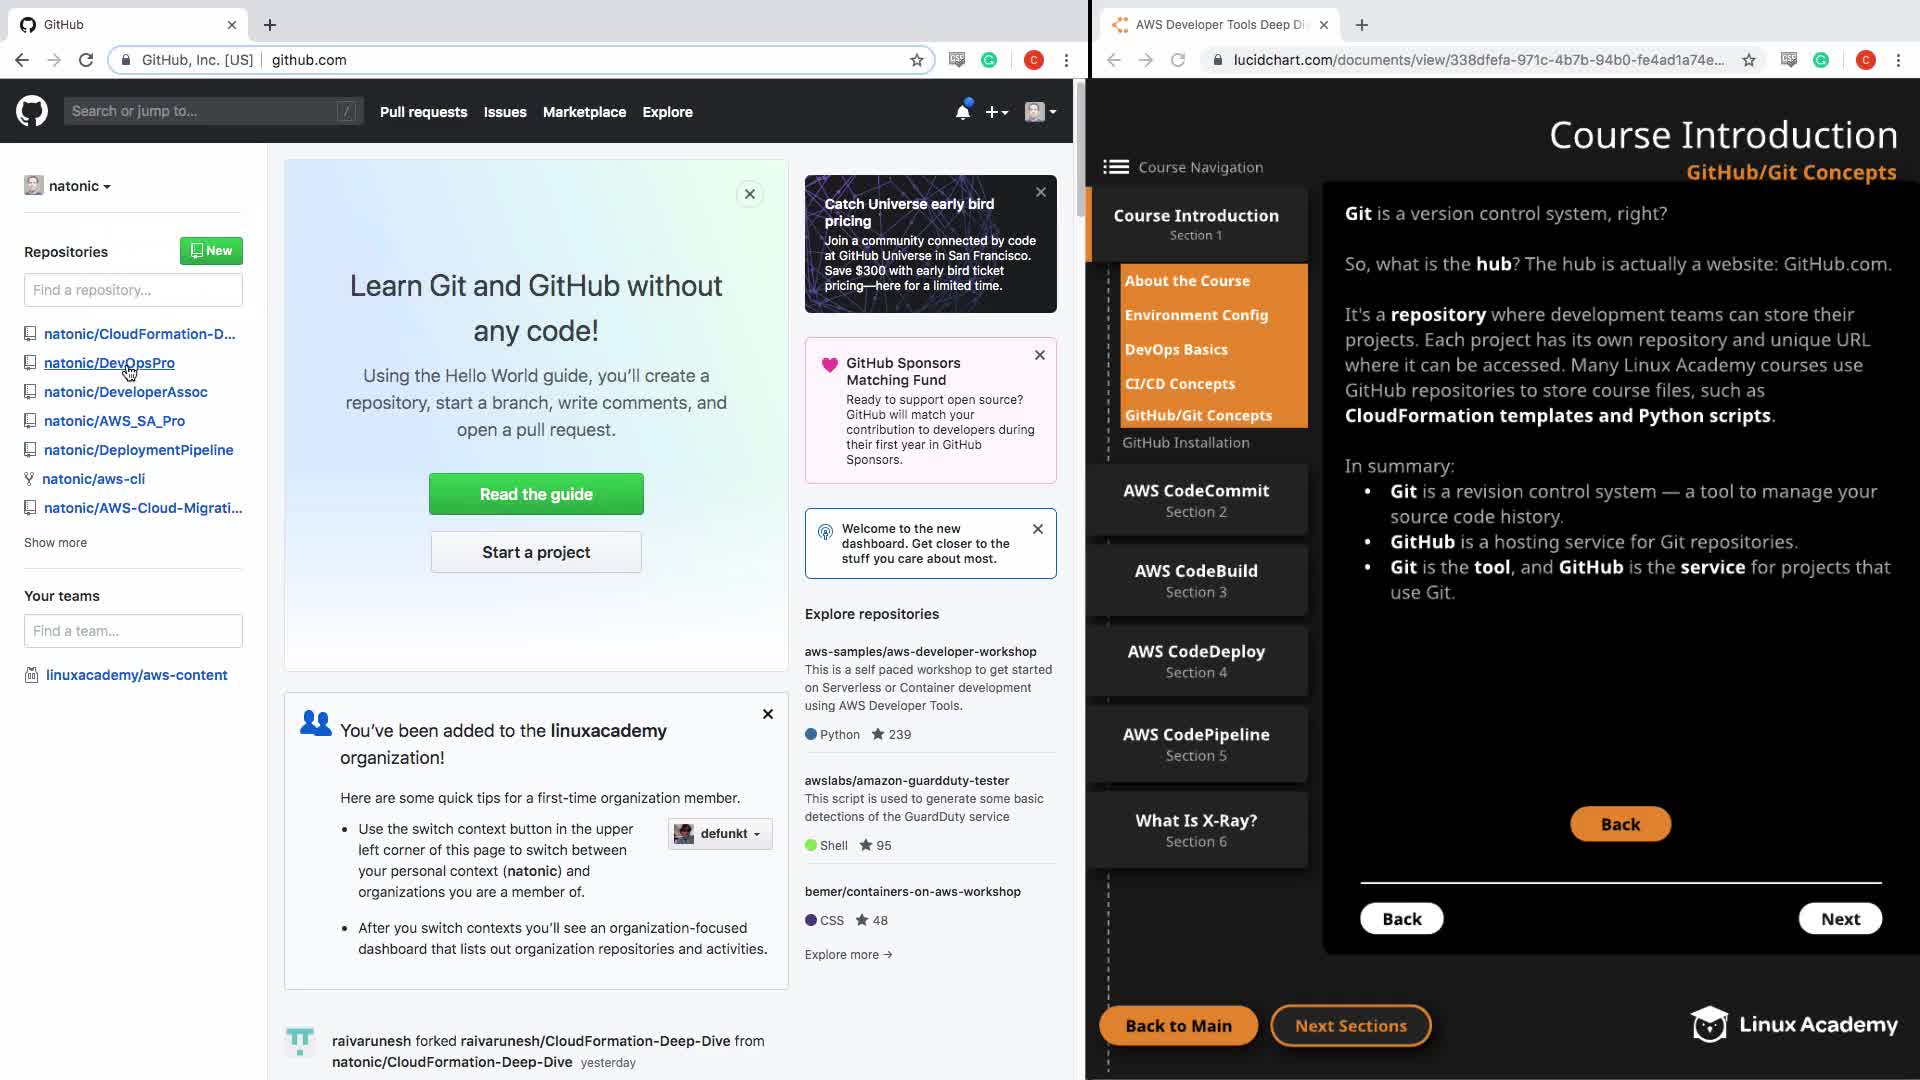 GitHub
GitHub, Inc. [US] | github.com
C
Search or jump to... /
Pull requests Issues Marketplace Explore
natonic
Repositories New
Find a repository...
natonic/CloudFormation-D...
natonic/DevOpsPro
natonic/DeveloperAssoc
natonic/AWS_SA_Pro
natonic/DeploymentPipeline
natonic/aws-cli
natonic/AWS-Cloud-Migrati...
Show more
Your teams
Find a team...
linuxacademy/aws-content
Learn Git and GitHub without
any code!
Using the Hello World guide, you’ll create a
repository, start a branch, write comments, and
open a pull request.
Read the guide
Start a project
You’ve been added to the linuxacademy
organization!
Here are some quick tips for a first-time organization member.
• Use the switch context button in the upper
left corner of this page to switch between
your personal context (natonic) and
organizations you are a member of.
defunkt
• After you switch contexts you’ll see an organization-focused
dashboard that lists out organization repositories and activities.
raivarunesh forked raivarunesh/CloudFormation-Deep-Dive from
natonic/CloudFormation-Deep-Dive yesterday
Catch Universe early bird
pricing
Join a community connected by code
at GitHub Universe in San Francisco.
Save $300 with early bird ticket
pricing—here for a limited time.
GitHub Sponsors
Matching Fund
Ready to support open source?
GitHub will match your
contribution to developers during
their first year in GitHub
Sponsors.
Welcome to the new
dashboard. Get closer to the
stuff you care about most.
Explore repositories
aws-samples/aws-developer-workshop
This is a self paced workshop to get started
on Serverless or Container development
using AWS Developer Tools.
Python 239
awslabs/amazon-guardduty-tester
This script is used to generate some basic
detections of the GuardDuty service
Shell 95
bemer/containers-on-aws-workshop
CSS 48
Explore more →
AWS Developer Tools Deep Di
lucidchart.com/documents/view/338dfefa-971c-4b7b-94b0-fe4ad1a74e...
C
Course Introduction
GitHub/Git Concepts
Course Navigation
Course Introduction
Section 1
About the Course
Environment Config
DevOps Basics
CI/CD Concepts
GitHub/Git Concepts
GitHub Installation
AWS CodeCommit
Section 2
AWS CodeBuild
Section 3
AWS CodeDeploy
Section 4
AWS CodePipeline
Section 5
What Is X-Ray?
Section 6
Git is a version control system, right?
So, what is the hub? The hub is actually a website: GitHub.com.
It's a repository where development teams can store their
projects. Each project has its own repository and unique URL
where it can be accessed. Many Linux Academy courses use
GitHub repositories to store course files, such as
CloudFormation templates and Python scripts.
In summary:
• Git is a revision control system — a tool to manage your
source code history.
• GitHub is a hosting service for Git repositories.
• Git is the tool, and GitHub is the service for projects that
use Git.
Back
Back Next
Back to Main Next Sections
Linux Academy